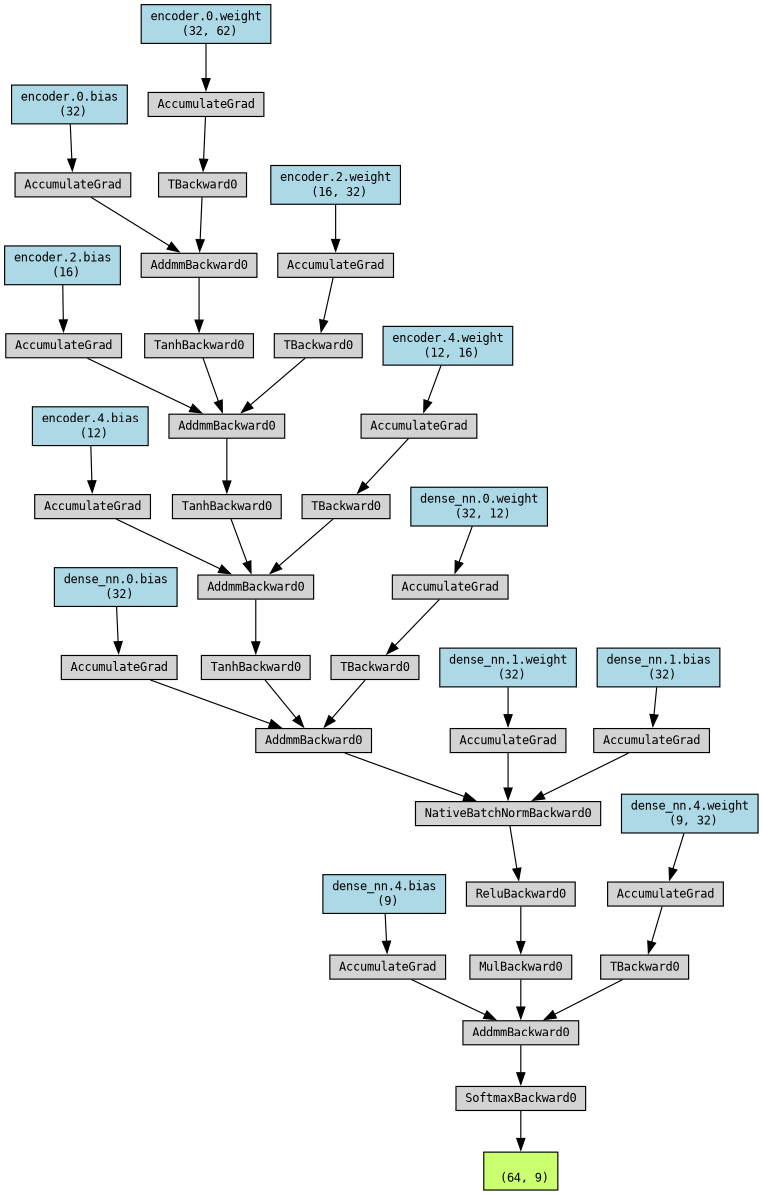 encoder.0.weight
(32, 62)
encoder.0.bias
(32)
AccumulateGrad
AccumulateGrad
TBackward0
encoder.2.weight
(16, 32)
encoder.2.bias
(16)
AddmmBackward0
AccumulateGrad
AccumulateGrad
TanhBackward0
TBackward0
encoder.4.weight
(12, 16)
encoder.4.bias
(12)
AddmmBackward0
AccumulateGrad
AccumulateGrad
TanhBackward0
TBackward0
dense_nn.0.weight
(32, 12)
dense_nn.0.bias
(32)
AddmmBackward0
AccumulateGrad
AccumulateGrad
TanhBackward0
TBackward0
dense_nn.1.weight
(32)
dense_nn.1.bias
(32)
AddmmBackward0
AccumulateGrad
AccumulateGrad
NativeBatchNormBackward0
dense_nn.4.weight
(9, 32)
dense_nn.4.bias
(9)
ReluBackward0
AccumulateGrad
AccumulateGrad
MulBackward0
TBackward0
AddmmBackward0
SoftmaxBackward0
(64, 9)